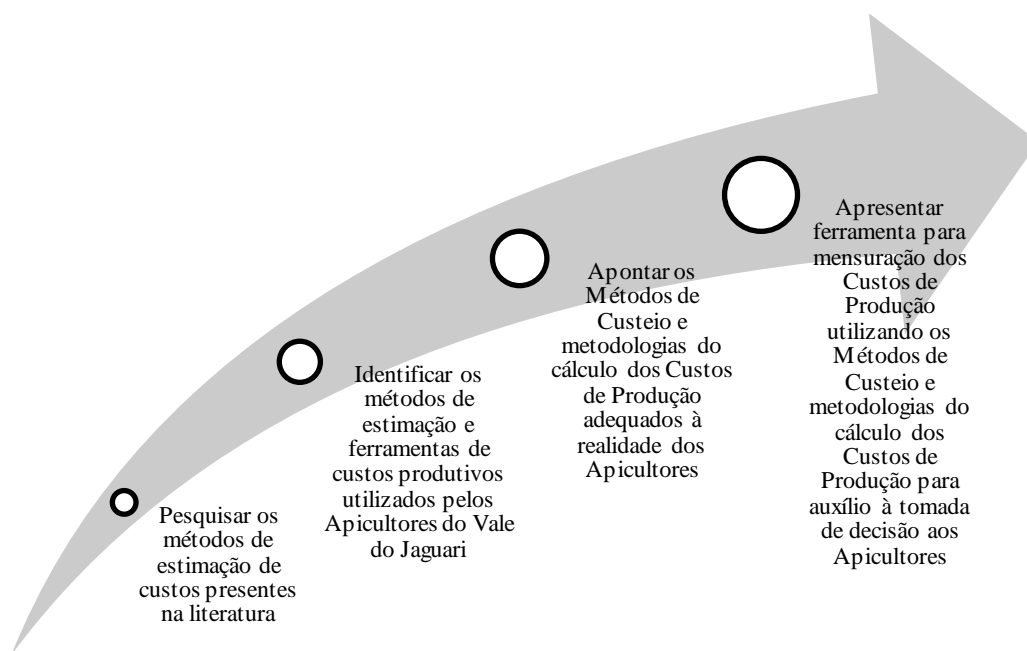 Pesquisar os
métodos de
estimação de
custos presentes
na literatura
Identificar os
métodos de
estimação e
ferramentas de
custos produtivos
utilizados pelos
Apicultores do Vale
do Jaguari
Apontar os
Métodos de
Custeio e
metodologias do
cálculo dos Custos
de Produção
adequados à
realidade dos
Apicultores
Apresentar
ferramenta para
mensuração dos
Custos de
Produção
utilizando os
Métodos de
Custeio e
metodologias do
cálculo dos
Custos de
Produção para
auxílio à tomada
de decisão aos
Apicultores